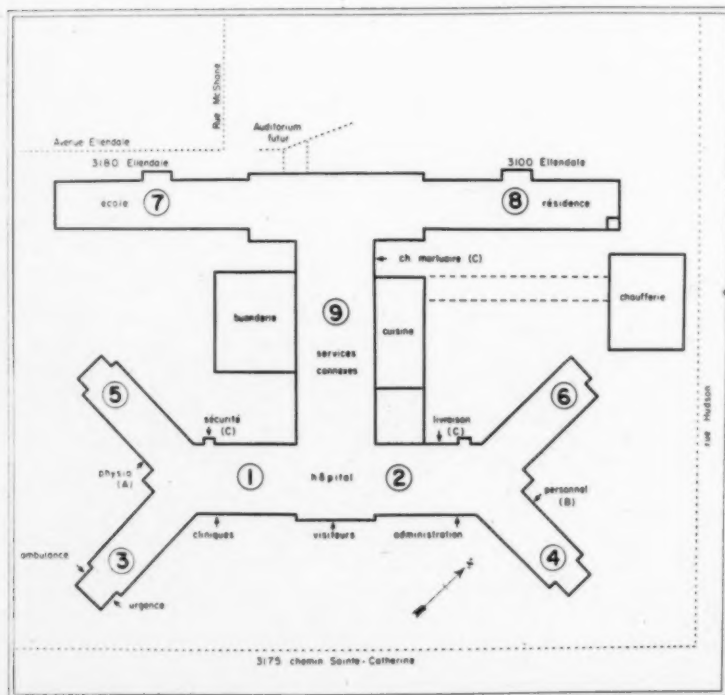 Rue McShane
Avenue Ellendale
Auditorium
futur
3180 Ellendale
3100 Ellendale
école
7
8
résidence
ch. mortuaire (C)
buanderie
9
cuisine
chaufferie
services
connexes
5
6
sécurité
(C)
livraison
(C)
rue Hudson
physio
(A)
1
hôpital
2
personnel
(B)
cliniques
visiteurs
administration
ambulance
3
4
urgence
3175 chemin Sainte-Catherine